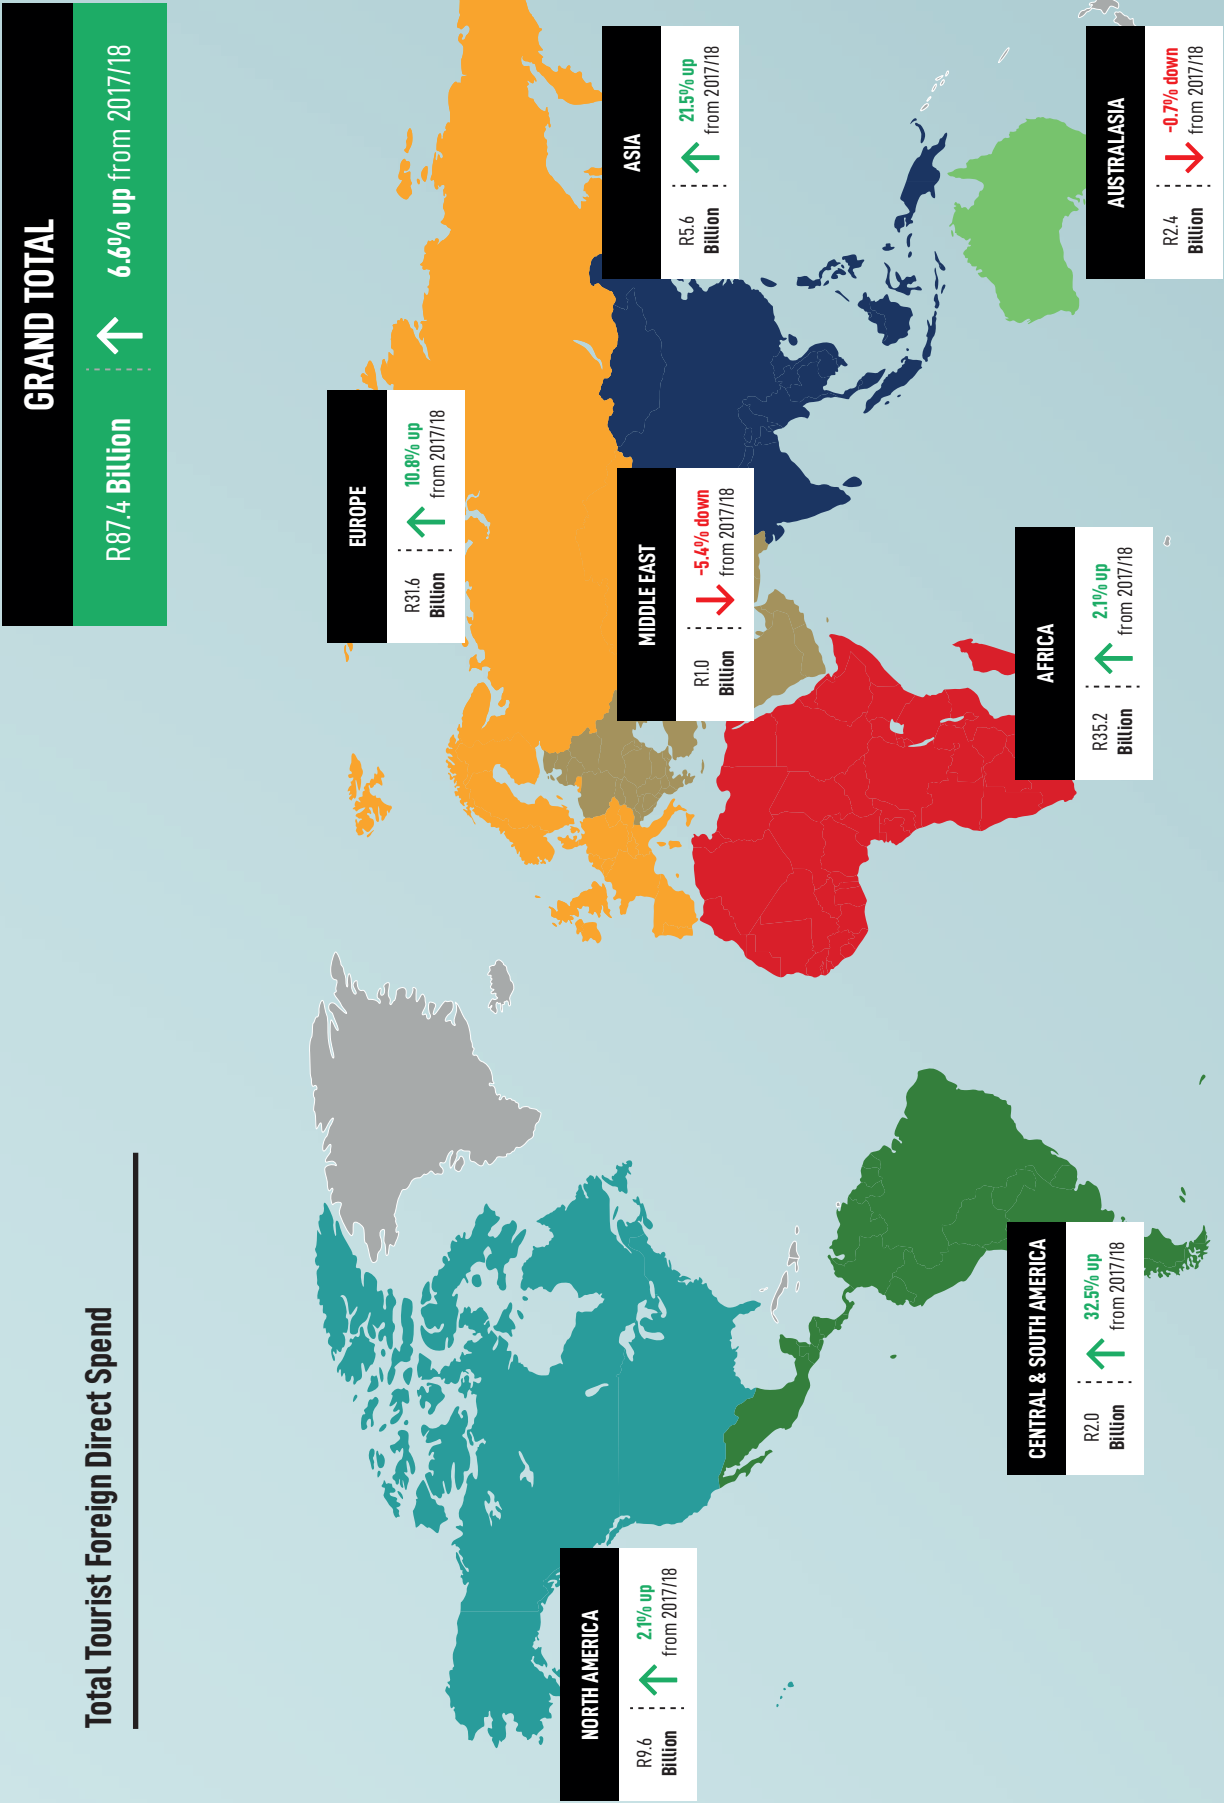 Total Tourist Foreign Direct Spend
GRAND TOTAL
R87.4 Billion
6.6% up from 2017/18
EUROPE
R31.6
Billion
10.8% up
from 2017/18
ASIA
R5.6
Billion
21.5% up
from 2017/18
MIDDLE EAST
R1.0
Billion
-5.4% down
from 2017/18
NORTH AMERICA
R9.6
Billion
2.1% up
from 2017/18
CENTRAL & SOUTH AMERICA
R2.0
Billion
32.5% up
from 2017/18
AFRICA
R35.2
Billion
2.1% up
from 2017/18
AUSTRALASIA
R2.4
Billion
-0.7% down
from 2017/18